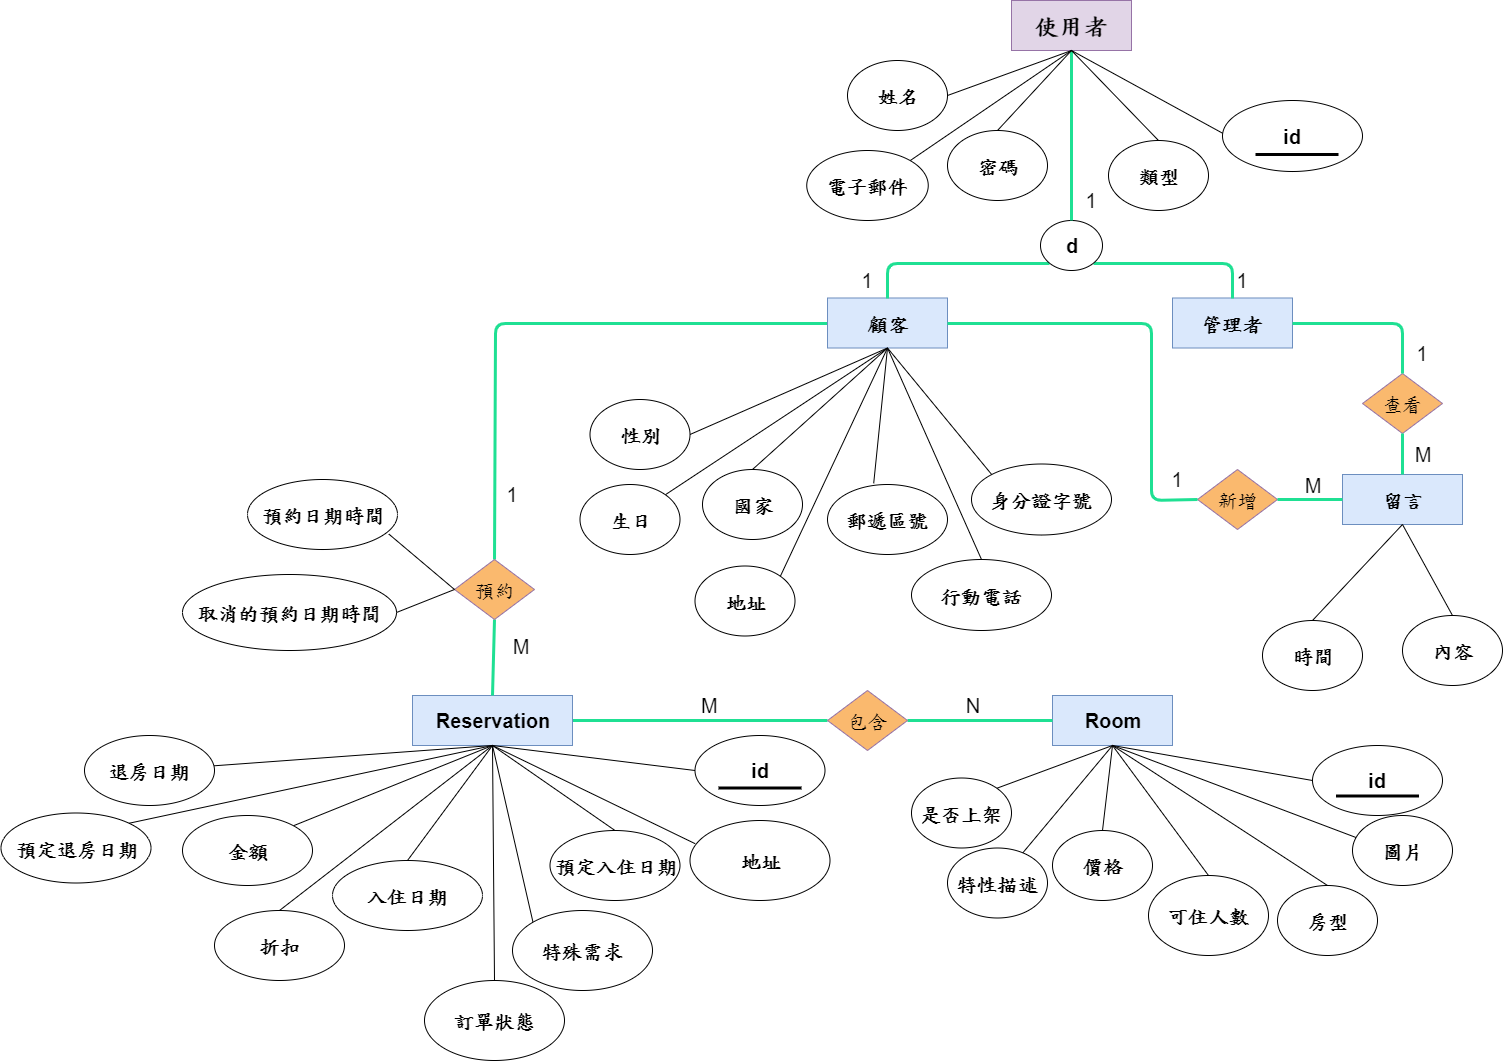 使用者
姓名
id
密碼
類型
電子郵件
1
d
1
1
顧客
管理者
1
查看
性別
M
1
身分證字號
1
M
新增
留言
國家
預約日期時間
生日
郵遞區號
預約
地址
行動電話
取消的預約日期時間
M
時間
內容
Reservation
M
包含
N
Room
退房日期
id
id
是否上架
預定退房日期
金額
預定入住日期
地址
圖片
價格
特性描述
入住日期
可住人數
房型
折扣
特殊需求
訂單狀態